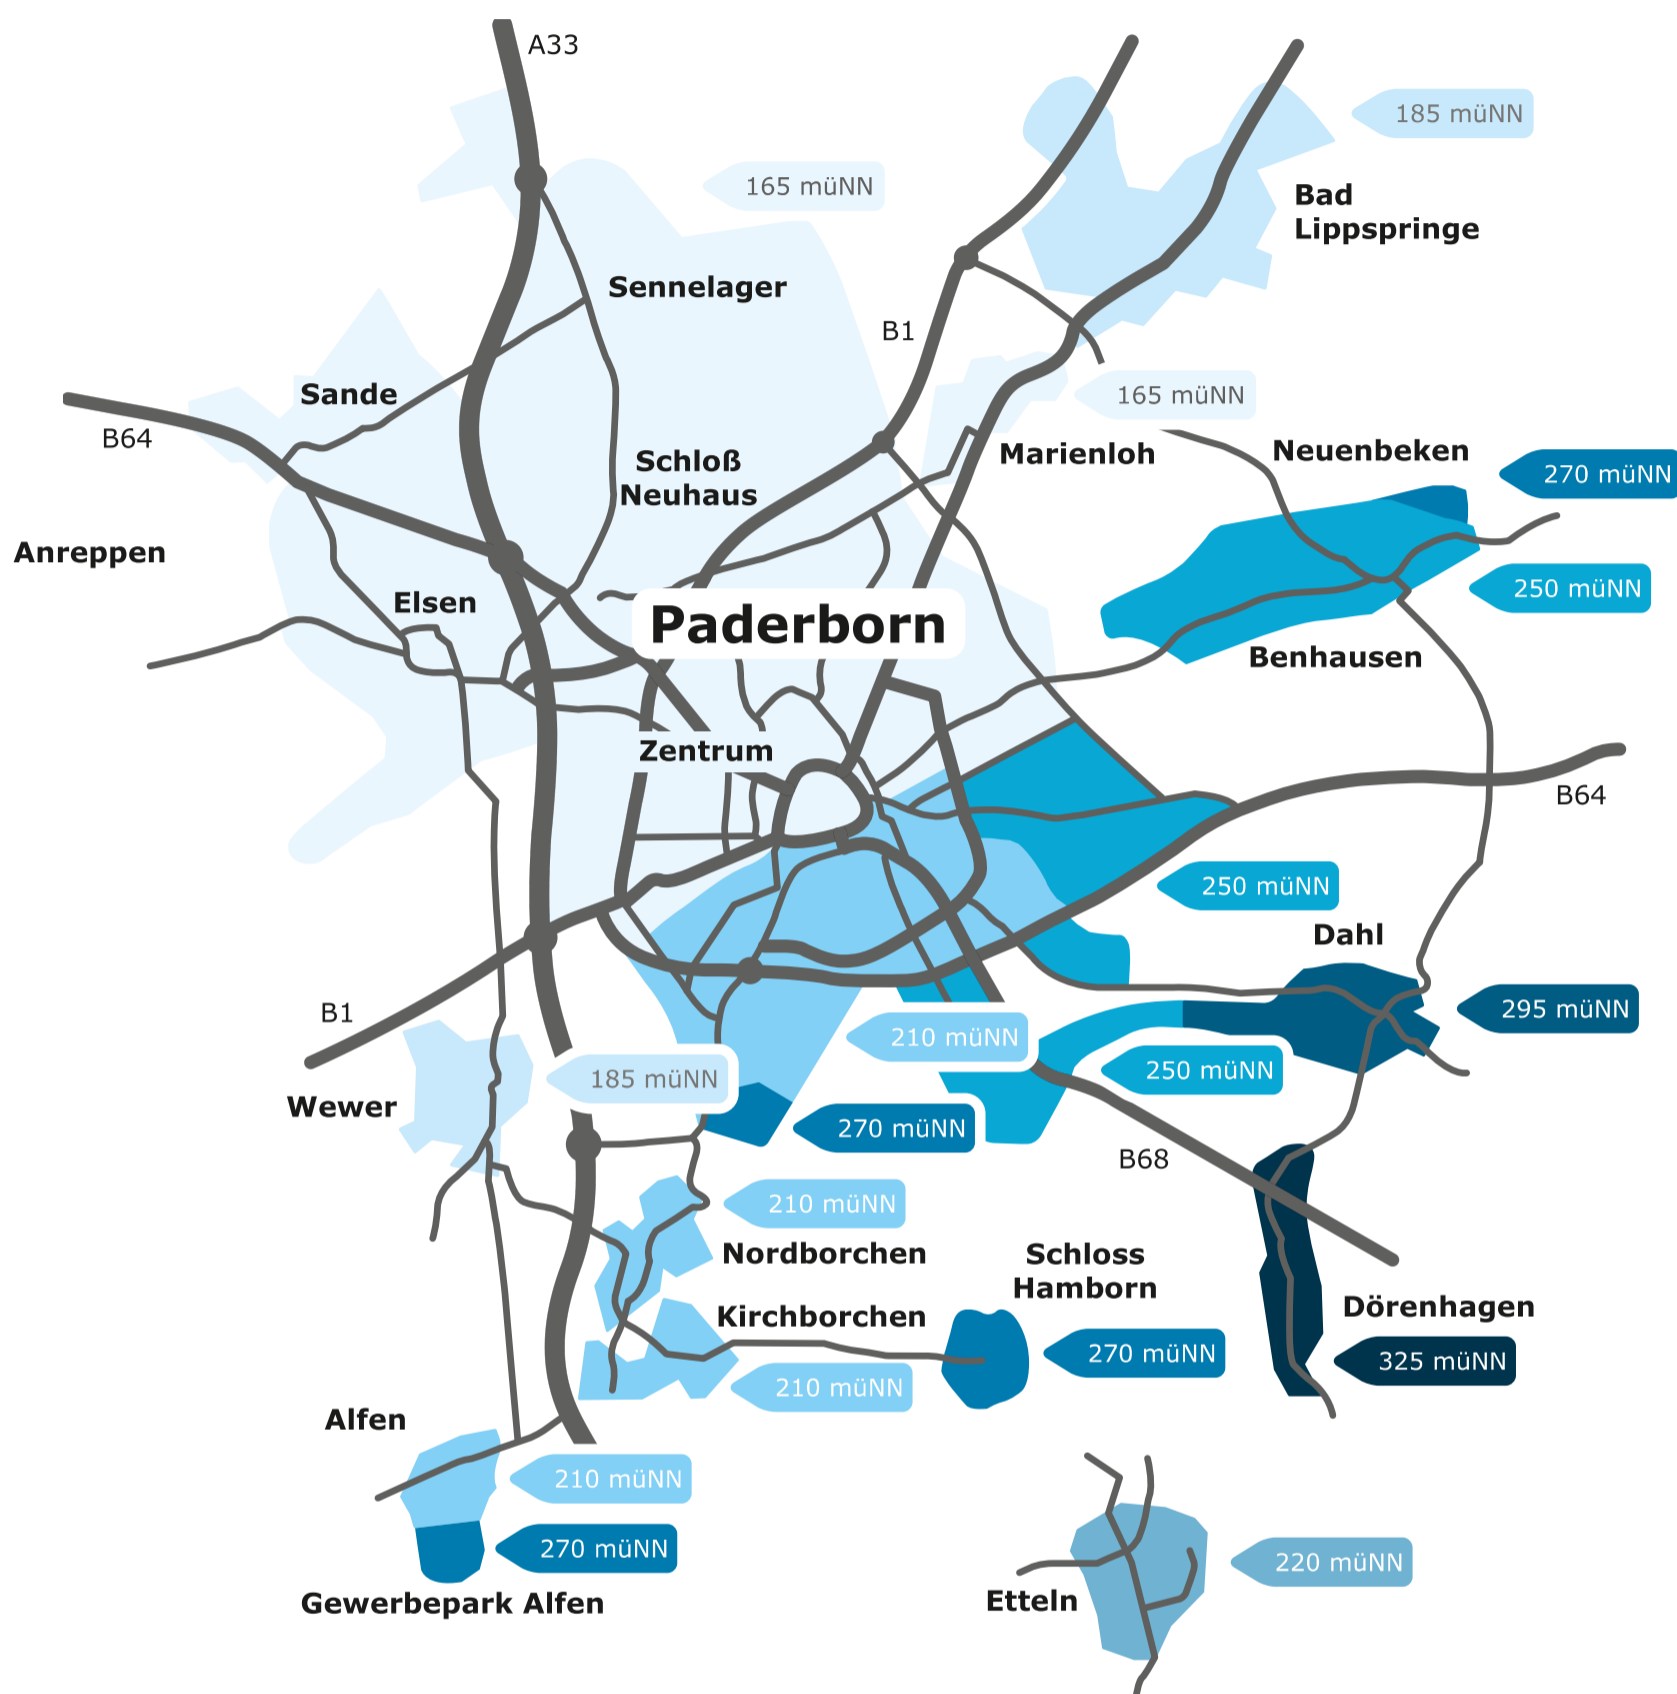 A33
185 müNN
165 müNN
Bad
Lippspringe
Sennelager
B1
Sande
165 müNN
B64
Marienloh
Neuenbeken
Schloß
Neuhaus
270 müNN
Anreppen
250 müNN
Elsen
Paderborn
Benhausen
Zentrum
B64
250 müNN
Dahl
295 müNN
B1
210 müNN
250 müNN
185 müNN
Wewer
270 müNN
B68
210 müNN
Nordborchen
Schloss
Hamborn
Kirchborchen
Dörenhagen
270 müNN
325 müNN
210 müNN
Alfen
210 müNN
270 müNN
220 müNN
Etteln
Gewerbepark Alfen